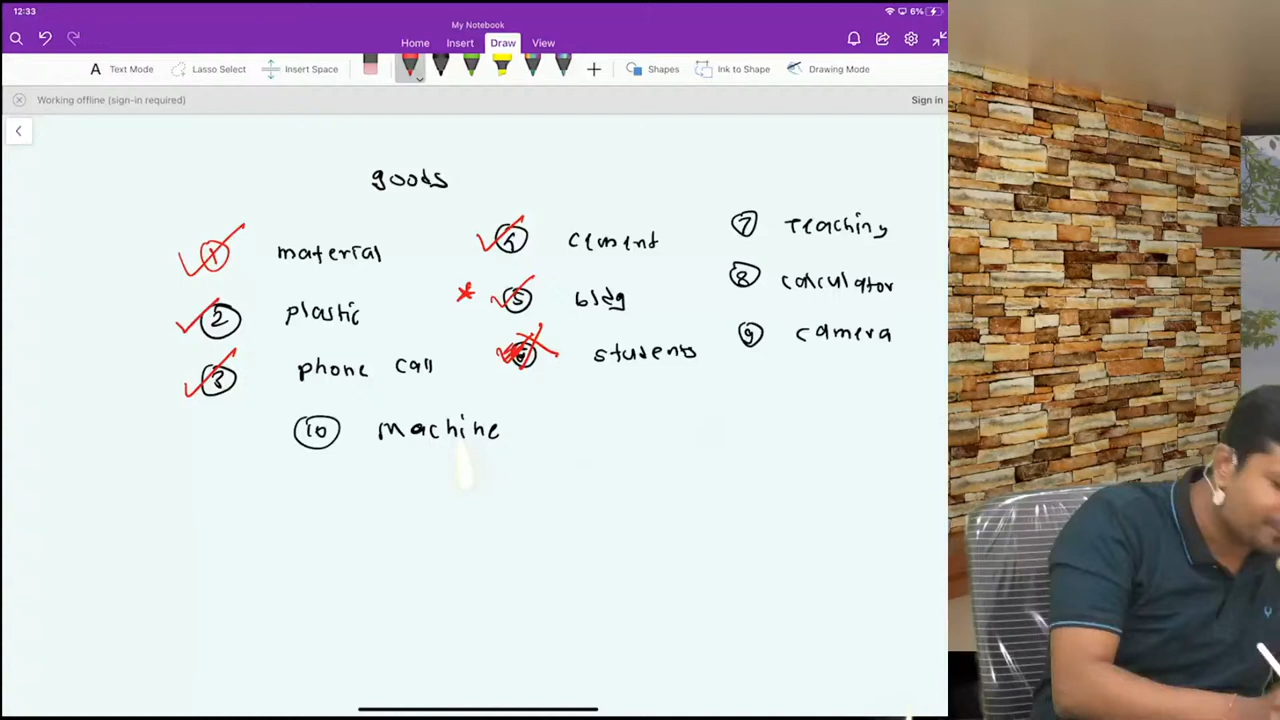 12:33
6%
My Notebook
Home Insert Draw View
Text Mode Lasso Select Insert Space Shapes Ink to Shape Drawing Mode
Working offline (sign-in required) Sign in
goods
1 material
2 plastic
3 phone call
4 cement
5 bldg
6 students
7 Teaching
8 calculator
9 camera
10 machine